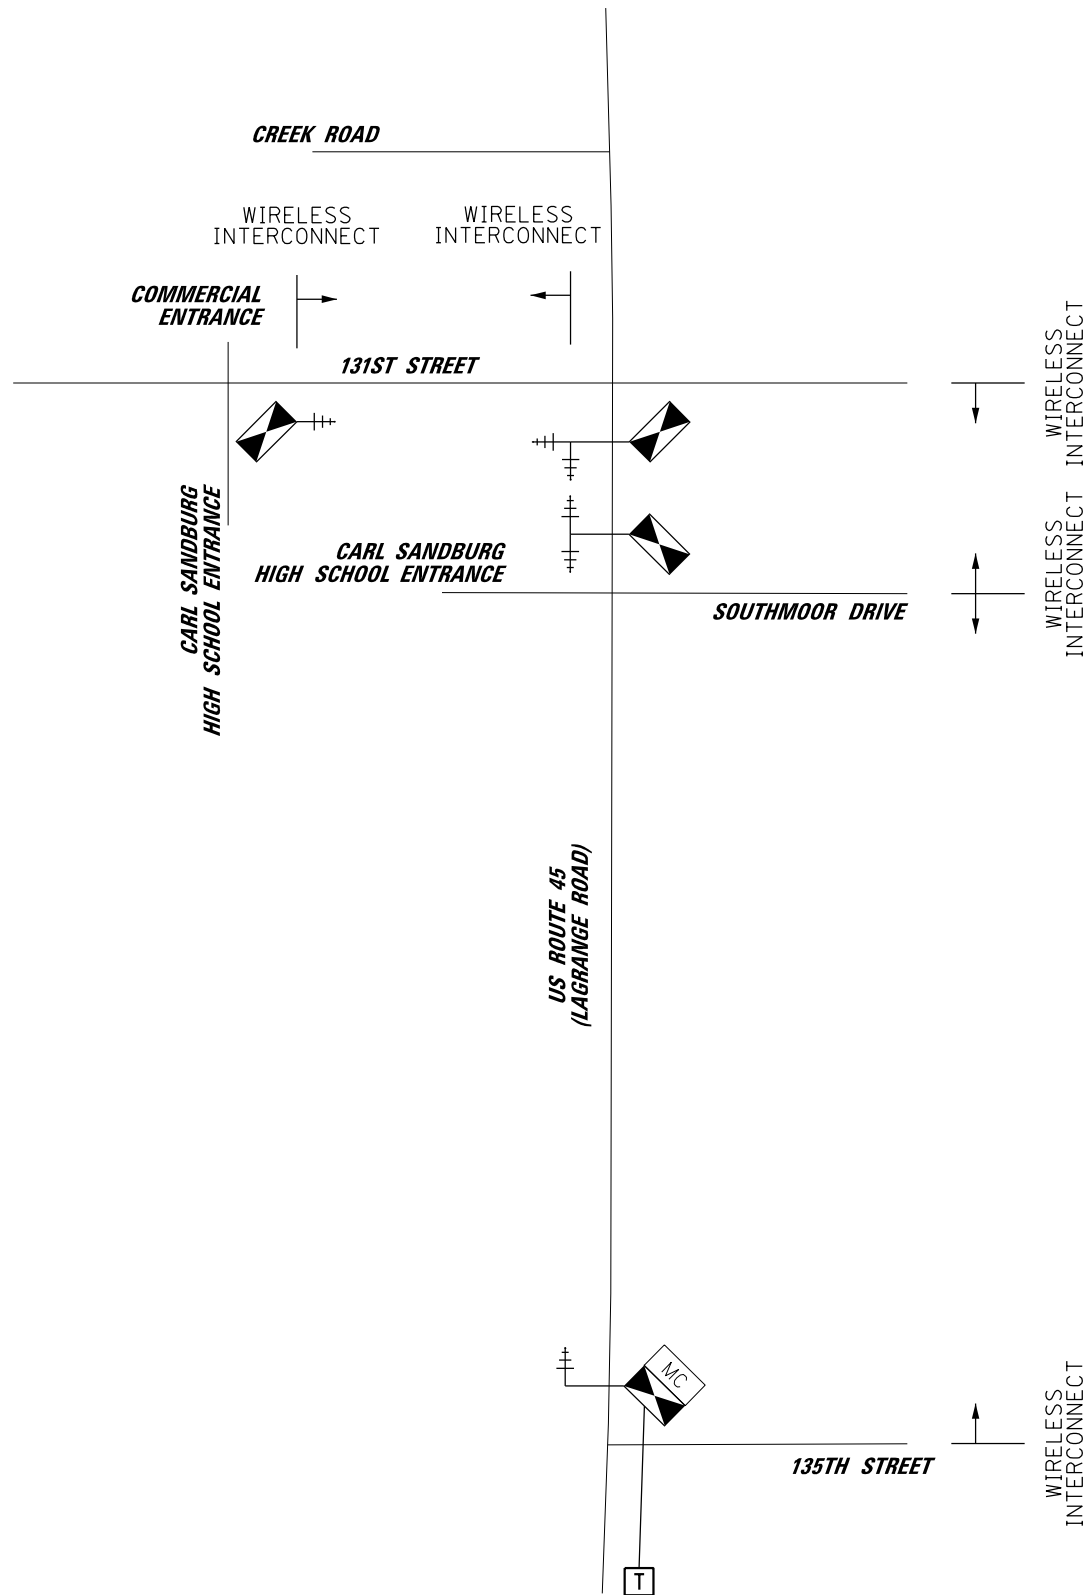 CREEK ROAD
WIRELESS
INTERCONNECT
WIRELESS
INTERCONNECT
COMMERCIAL
ENTRANCE
131ST STREET
WIRELESS
INTERCONNECT
CARL SANDBURG
HIGH SCHOOL ENTRANCE
CARL SANDBURG
HIGH SCHOOL ENTRANCE
SOUTHMOOR DRIVE
WIRELESS
INTERCONNECT
US ROUTE 45
(LAGRANGE ROAD)
MC
135TH STREET
WIRELESS
INTERCONNECT
T